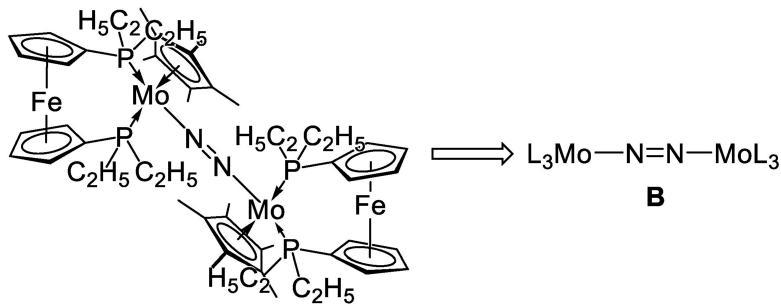 H5C2 C2H5
P
Mo
Fe
P
C2H5 C2H5
N=N
H5C2 C2H5
P
Mo
Fe
P
H5C2
C2H5
L3Mo—N=N—MoL3
B